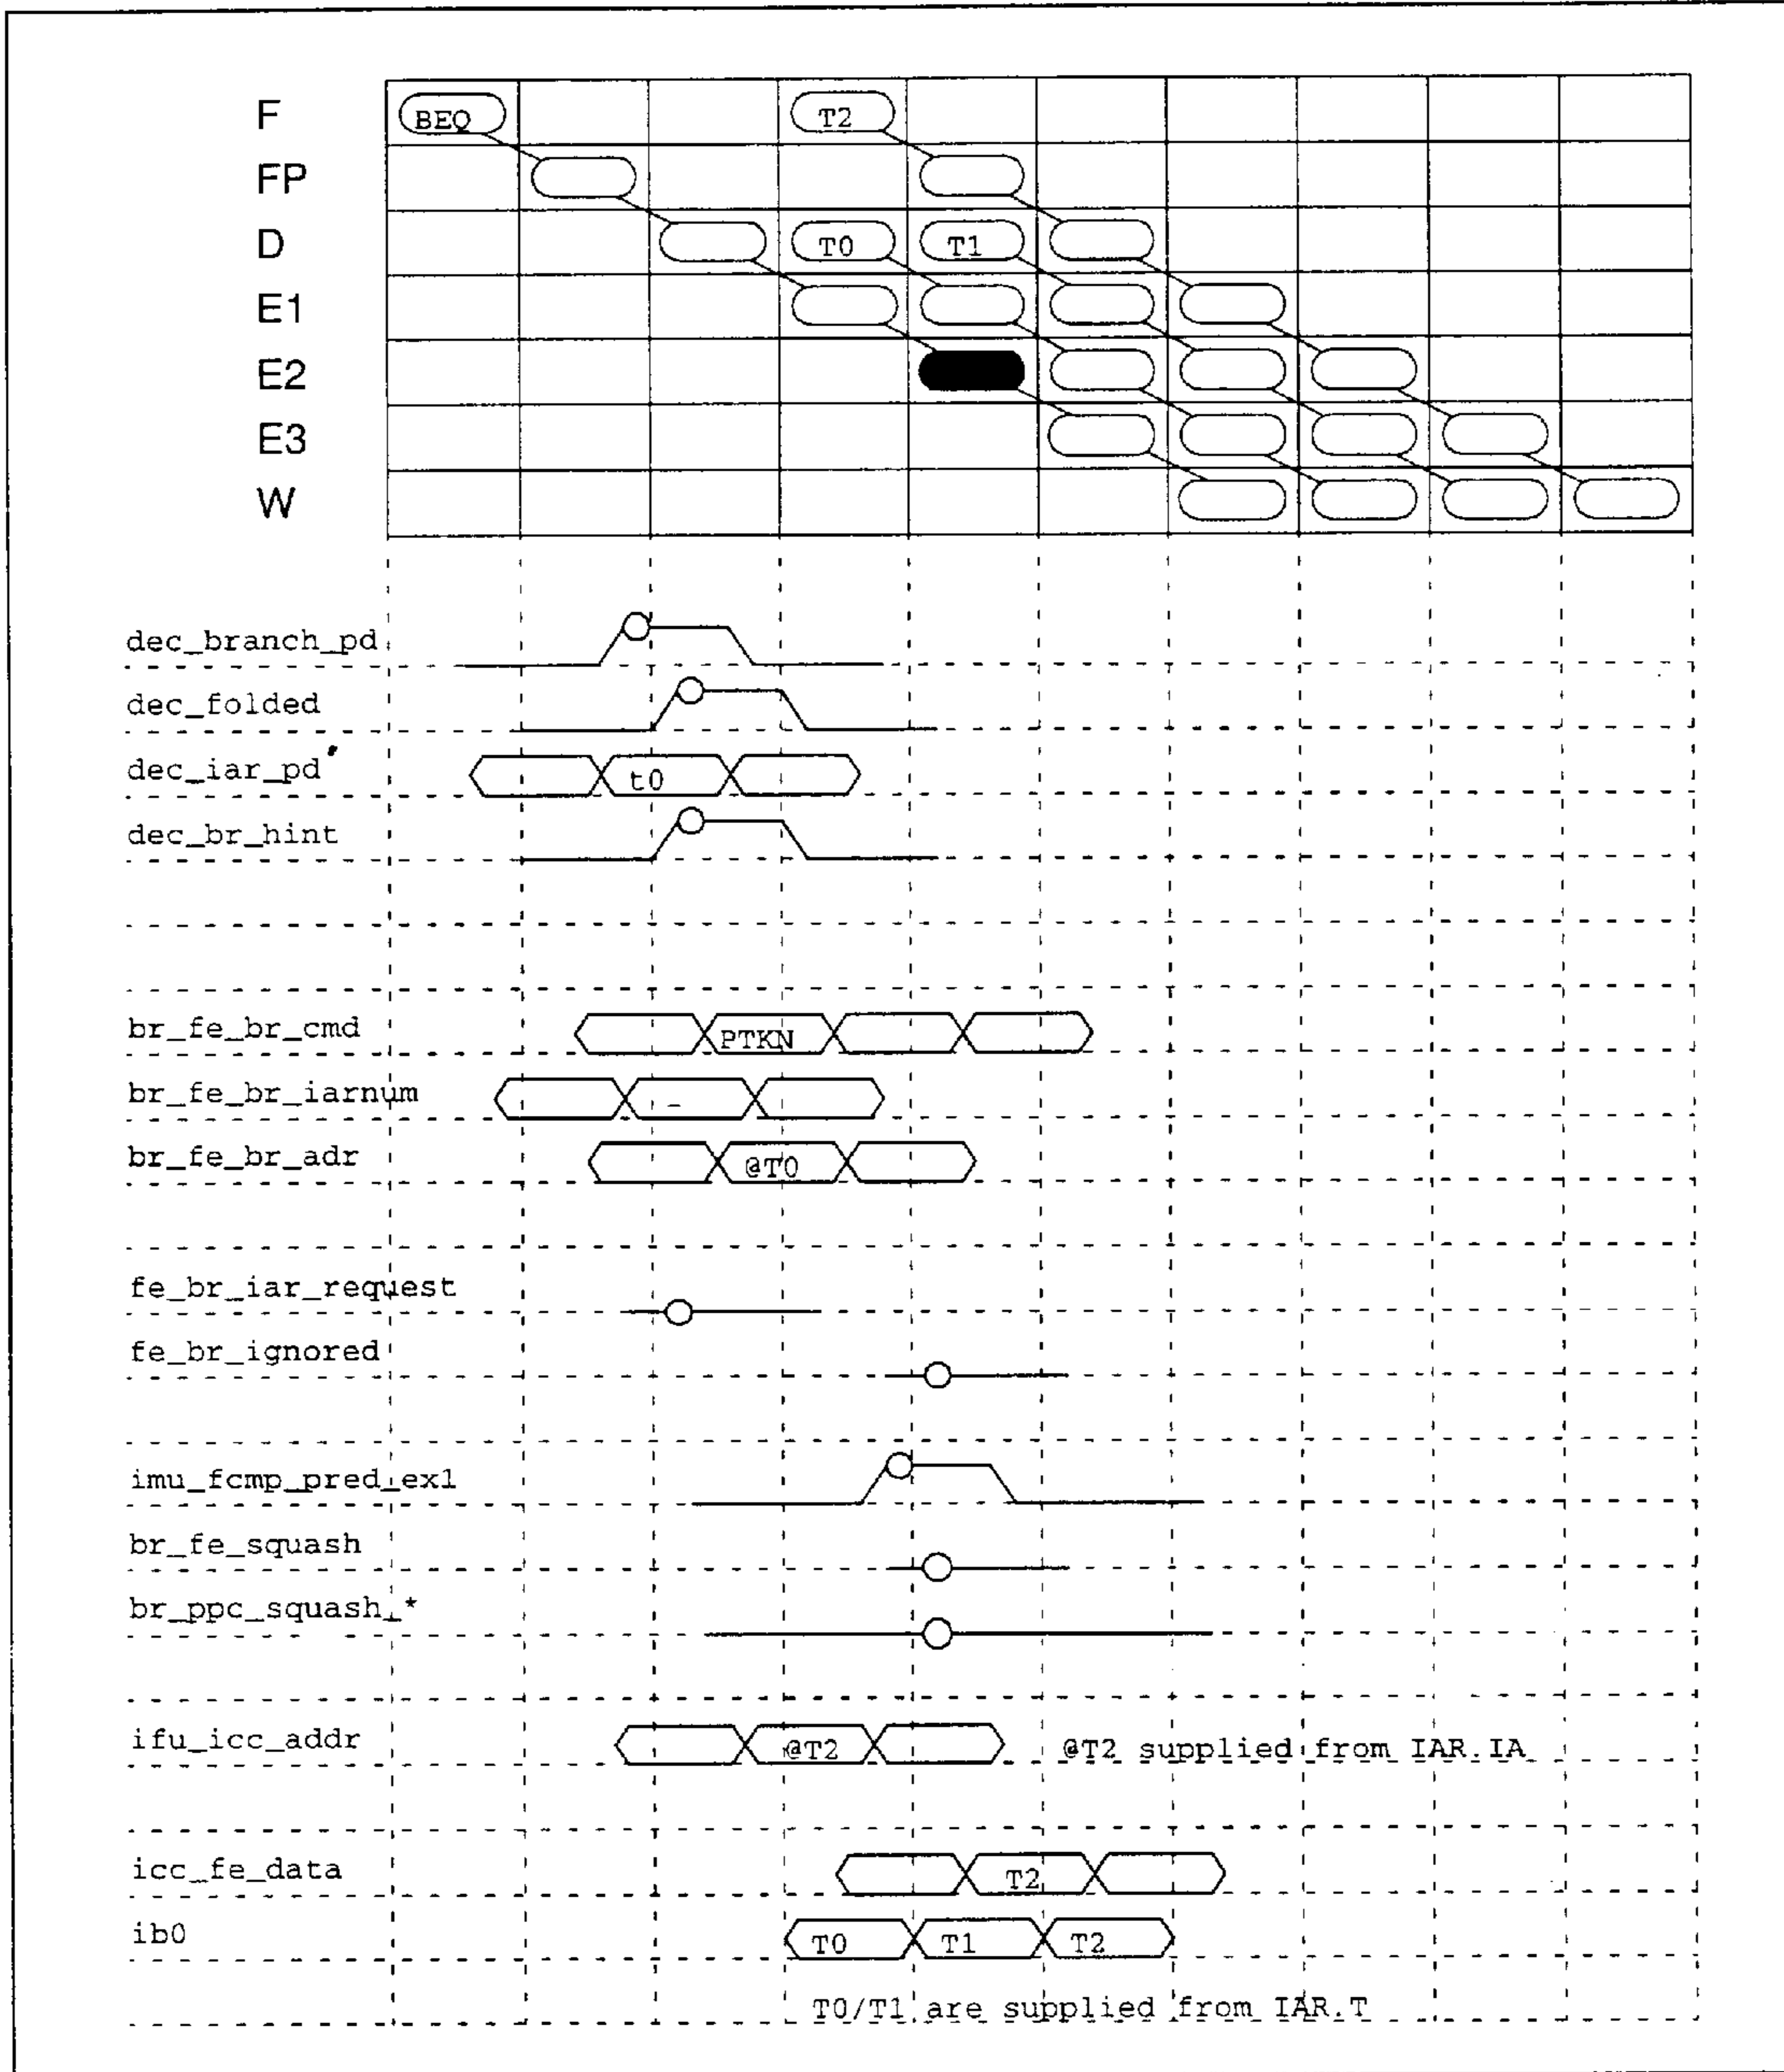 F BEQ T2
FP
D T0 T1
E1
E2
E3
W
dec_branch_pd
dec_folded
dec_iar_pd t0
dec_br_hint
br_fe_br_cmd PTKN
br_fe_br_iarnum -
br_fe_br_adr @T0
fe_br_iar_request
fe_br_ignored
imu_fcmp_pred_ex1
br_fe_squash
br_ppc_squash_*
ifu_icc_addr @T2 @T2 supplied from IAR.IA
icc_fe_data T2
ib0 T0 T1 T2
T0/T1 are supplied from IAR.T